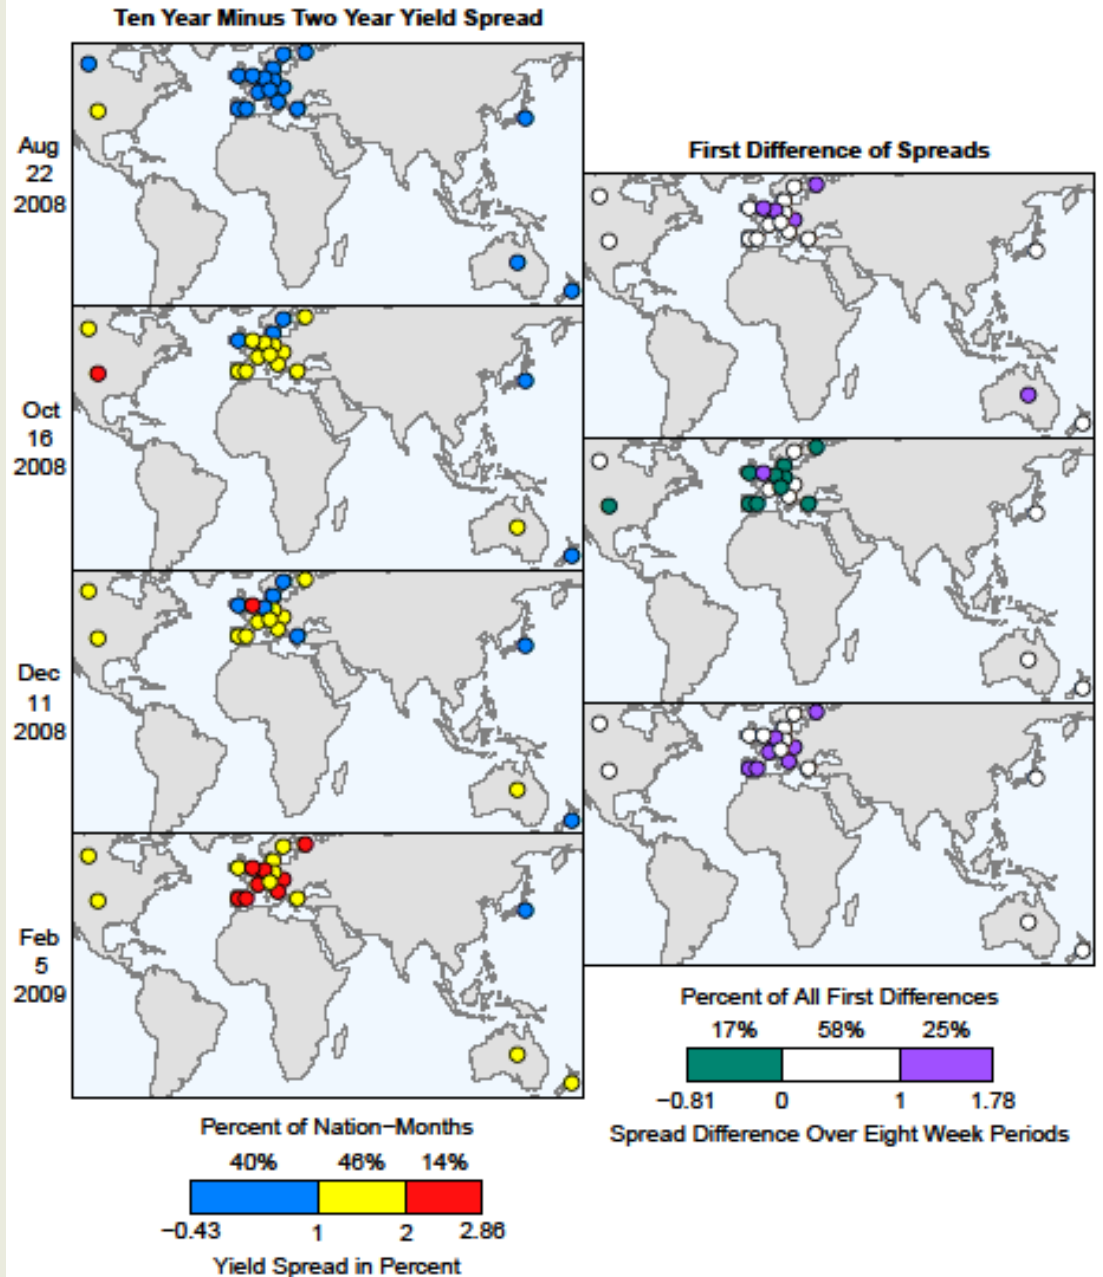 Ten Year Minus Two Year Yield Spread
Aug
22
2008
Oct
16
2008
Dec
11
2008
Feb
5
2009
Percent of Nation−Months
40% 46% 14%
−0.43 1 2 2.86
Yield Spread in Percent
First Difference of Spreads
Percent of All First Differences
17% 58% 25%
−0.81 0 1 1.78
Spread Difference Over Eight Week Periods